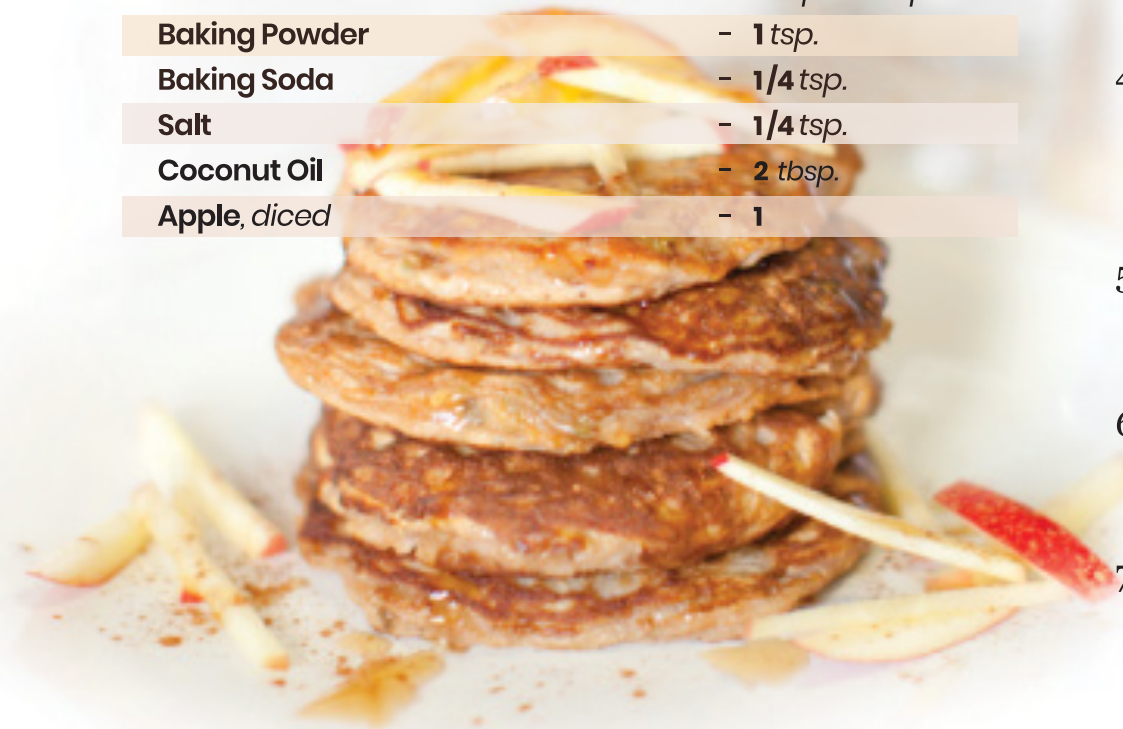 Baking Powder - 1 tsp.
Baking Soda - 1/4 tsp.
Salt - 1/4 tsp.
Coconut Oil - 2 tbsp.
Apple, diced - 1